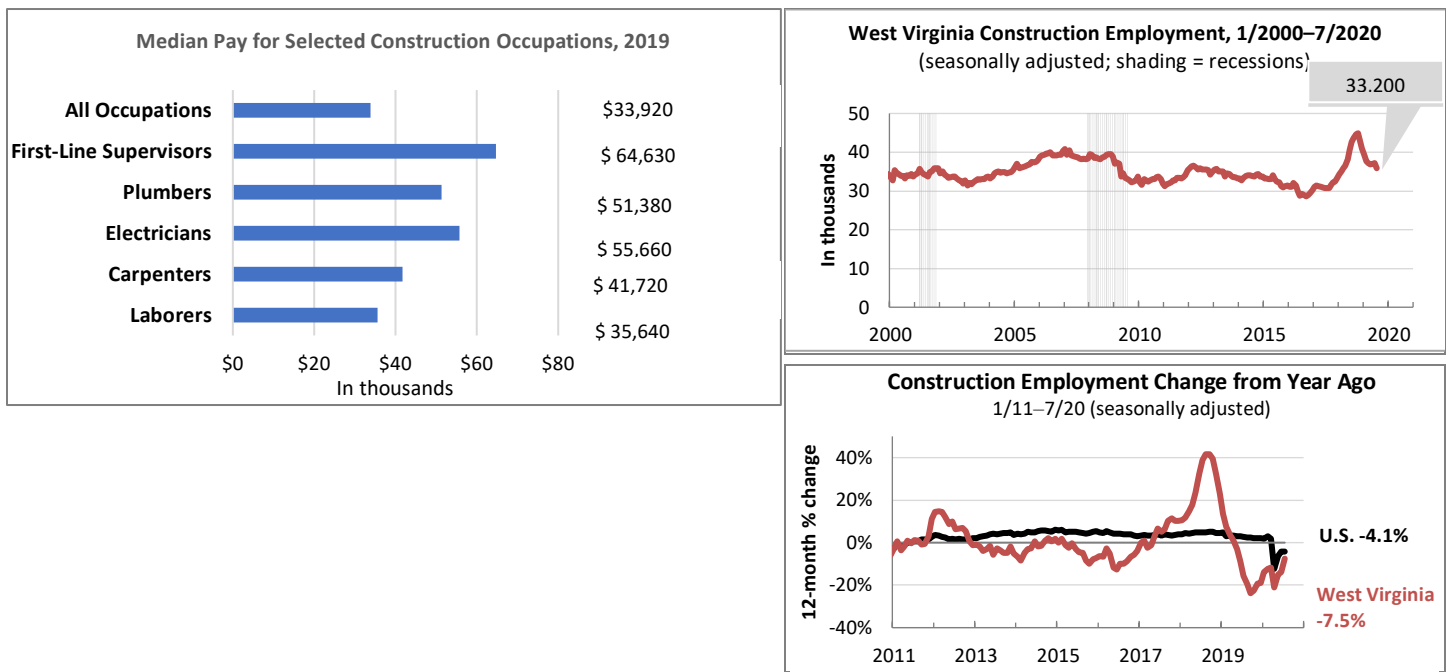 Median Pay for Selected Construction Occupations, 2019
All Occupations
$33,920
First-Line Supervisors
$ 64,630
Plumbers
$ 51,380
Electricians
$ 55,660
Carpenters
$ 41,720
Laborers
$ 35,640
$0 $20 $40 $60 $80
In thousands
West Virginia Construction Employment, 1/2000–7/2020
(seasonally adjusted; shading = recessions)
33.200
50
40
30
20
10
0
In thousands
2000 2005 2010 2015 2020
Construction Employment Change from Year Ago
1/11–7/20 (seasonally adjusted)
12-month % change
40%
20%
0%
-20%
-40%
U.S. -4.1%
West Virginia
-7.5%
2011 2013 2015 2017 2019